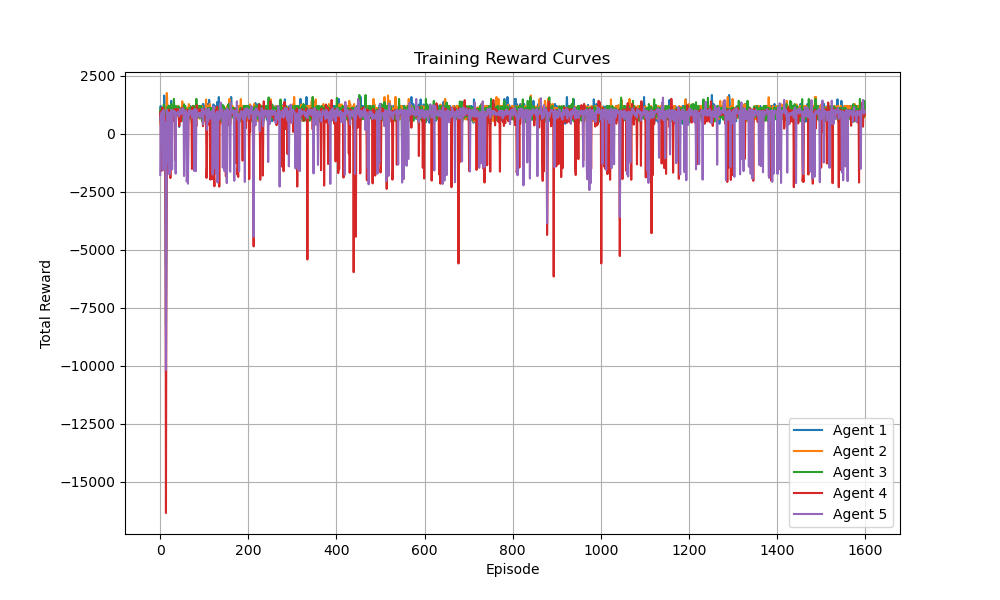 Training Reward Curves
2500
0
−2500
−5000
−7500
−10000
−12500
−15000
Total Reward
0 200 400 600 800 1000 1200 1400 1600
Episode
Agent 1
Agent 2
Agent 3
Agent 4
Agent 5